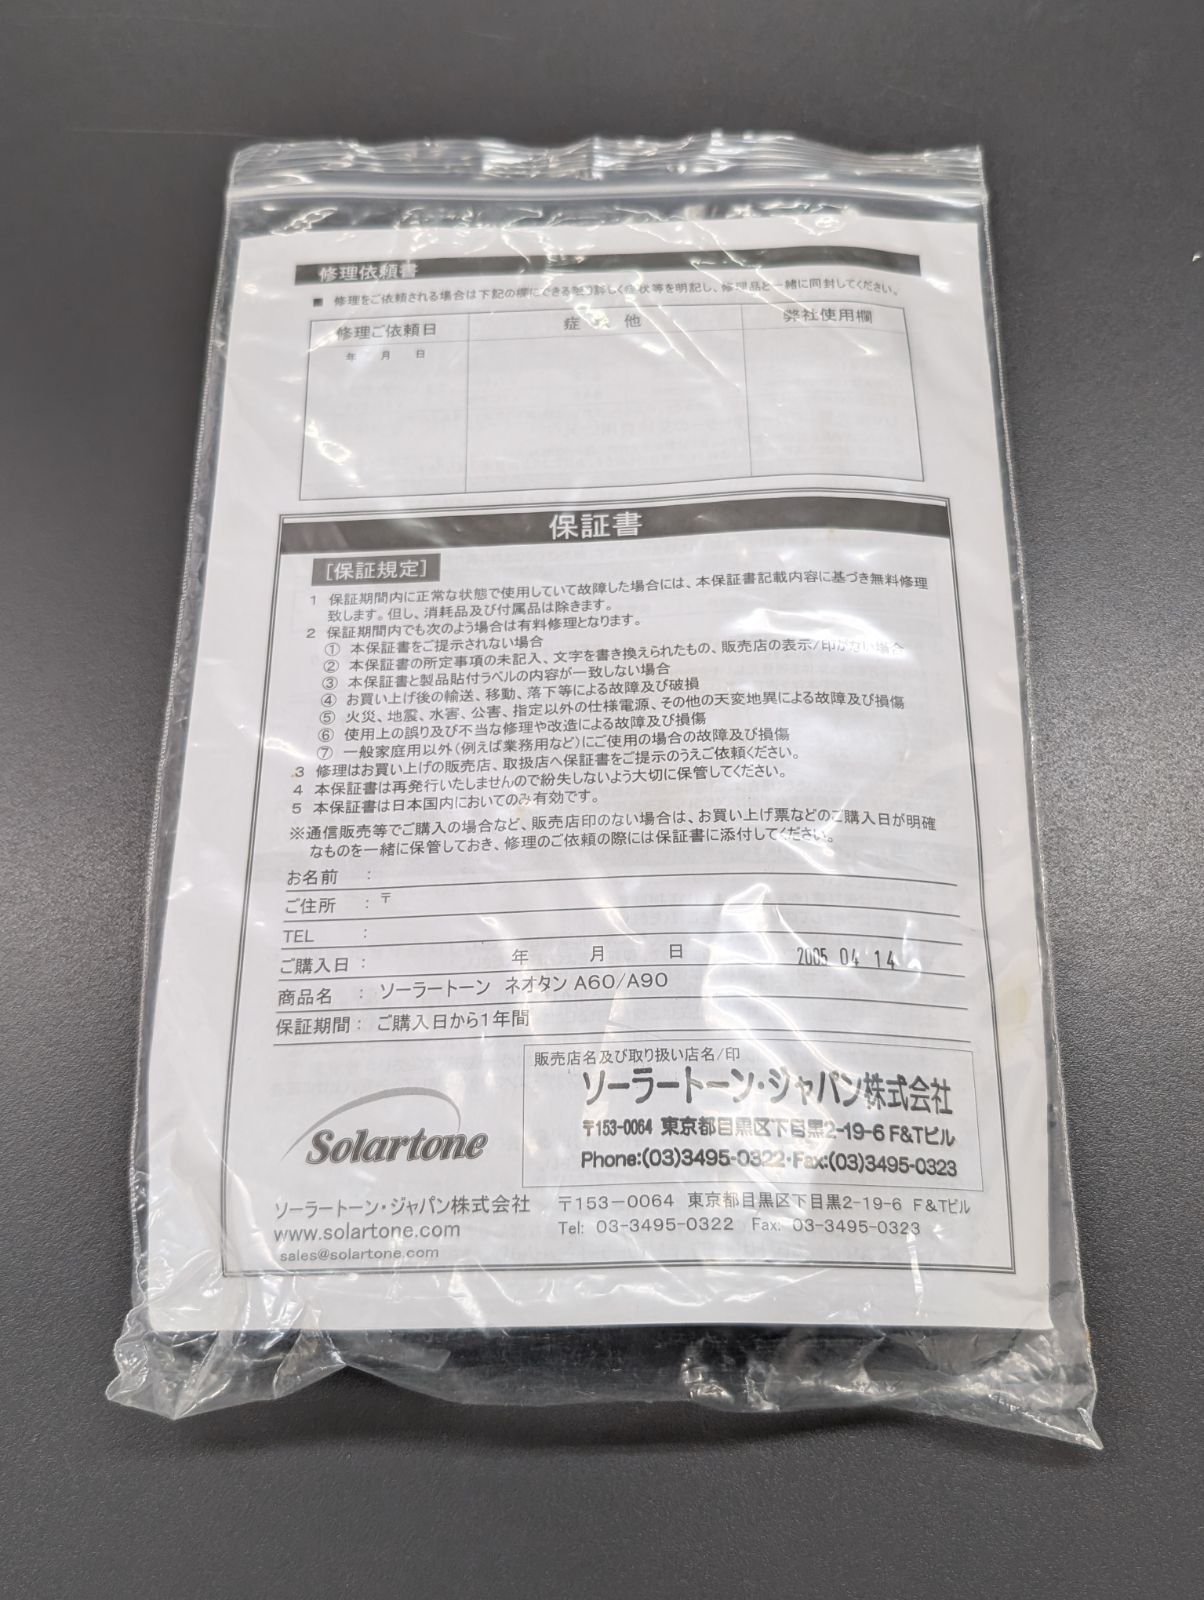 修理依頼書
■ 修理をご依頼される場合は下記の欄にできる限り詳しく症状等を明記し、修理品と一緒に同封してください。
修理ご依頼日 症 他 弊社使用欄
年 月 日
保証書
[保証規定]
1 保証期間内に正常な状態で使用していて故障した場合には、本保証書記載内容に基づき無料修理
致します。但し、消耗品及び付属品は除きます。
2 保証期間内でも次のよう場合は有料修理となります。
① 本保証書をご提示されない場合
② 本保証書の所定事項の未記入、文字を書き換えられたもの、販売店の表示/印がない場合
③ 本保証書と製品貼付ラベルの内容が一致しない場合
④ お買い上げ後の輸送、移動、落下等による故障及び破損
⑤ 火災、地震、水害、公害、指定以外の仕様電源、その他の天変地異による故障及び損傷
⑥ 使用上の誤り及び不当な修理や改造による故障及び損傷
⑦ 一般家庭用以外（例えば業務用など）にご使用の場合の故障及び損傷
3 修理はお買い上げの販売店、取扱店へ保証書をご提示のうえご依頼ください。
4 本保証書は再発行いたしませんので紛失しないよう大切に保管してください。
5 本保証書は日本国内においてのみ有効です。
※通信販売等でご購入の場合など、販売店印のない場合は、お買い上げ票などのご購入日が明確
なものを一緒に保管しておき、修理のご依頼の際には保証書に添付してください。
お名前 :
ご住所 : 〒
TEL :
ご購入日 : 年 月 日 2005 04 14
商品名 : ソーラートーン ネオタン A60/A90
保証期間 : ご購入日から1年間
販売店名及び取り扱い店名/印
ソーラートーン・ジャパン株式会社
〒153-0064 東京都目黒区下目黒2-19-6 F&Tビル
Phone:(03)3495-0322・Fax:(03)3495-0323
Solartone
ソーラートーン・ジャパン株式会社 〒153-0064 東京都目黒区下目黒2-19-6 F&Tビル
www.solartone.com Tel: 03-3495-0322 Fax: 03-3495-0323
sales@solartone.com